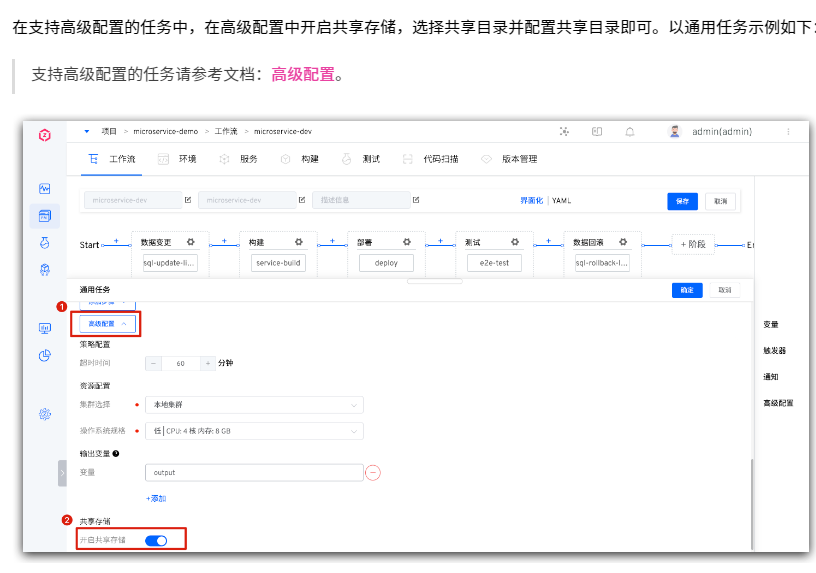 在支持高级配置的任务中，在高级配置中开启共享存储，选择共享目录并配置共享目录即可。以通用任务示例如下：
支持高级配置的任务请参考文档：高级配置。
项目 > microservice-demo > 工作流 > microservice-dev
admin(admin)
工作流 环境 服务 构建 测试 代码扫描 版本管理
microservice-dev microservice-dev 描述信息 界面化 YAML 保存 取消
Start 数据变更 构建 部署 测试 数据回滚 + 阶段
sql-update-li... service-build deploy e2e-test sql-rollback-l...
通用任务 确定 取消
1
高级配置
策略配置
超时时间 − 60 + 分钟
资源配置
集群选择 本地集群
操作系统规格 低 | CPU: 4 核 内存: 8 GB
输出变量
变量 output
+添加
2 共享存储
开启共享存储
变量
触发器
通知
高级配置